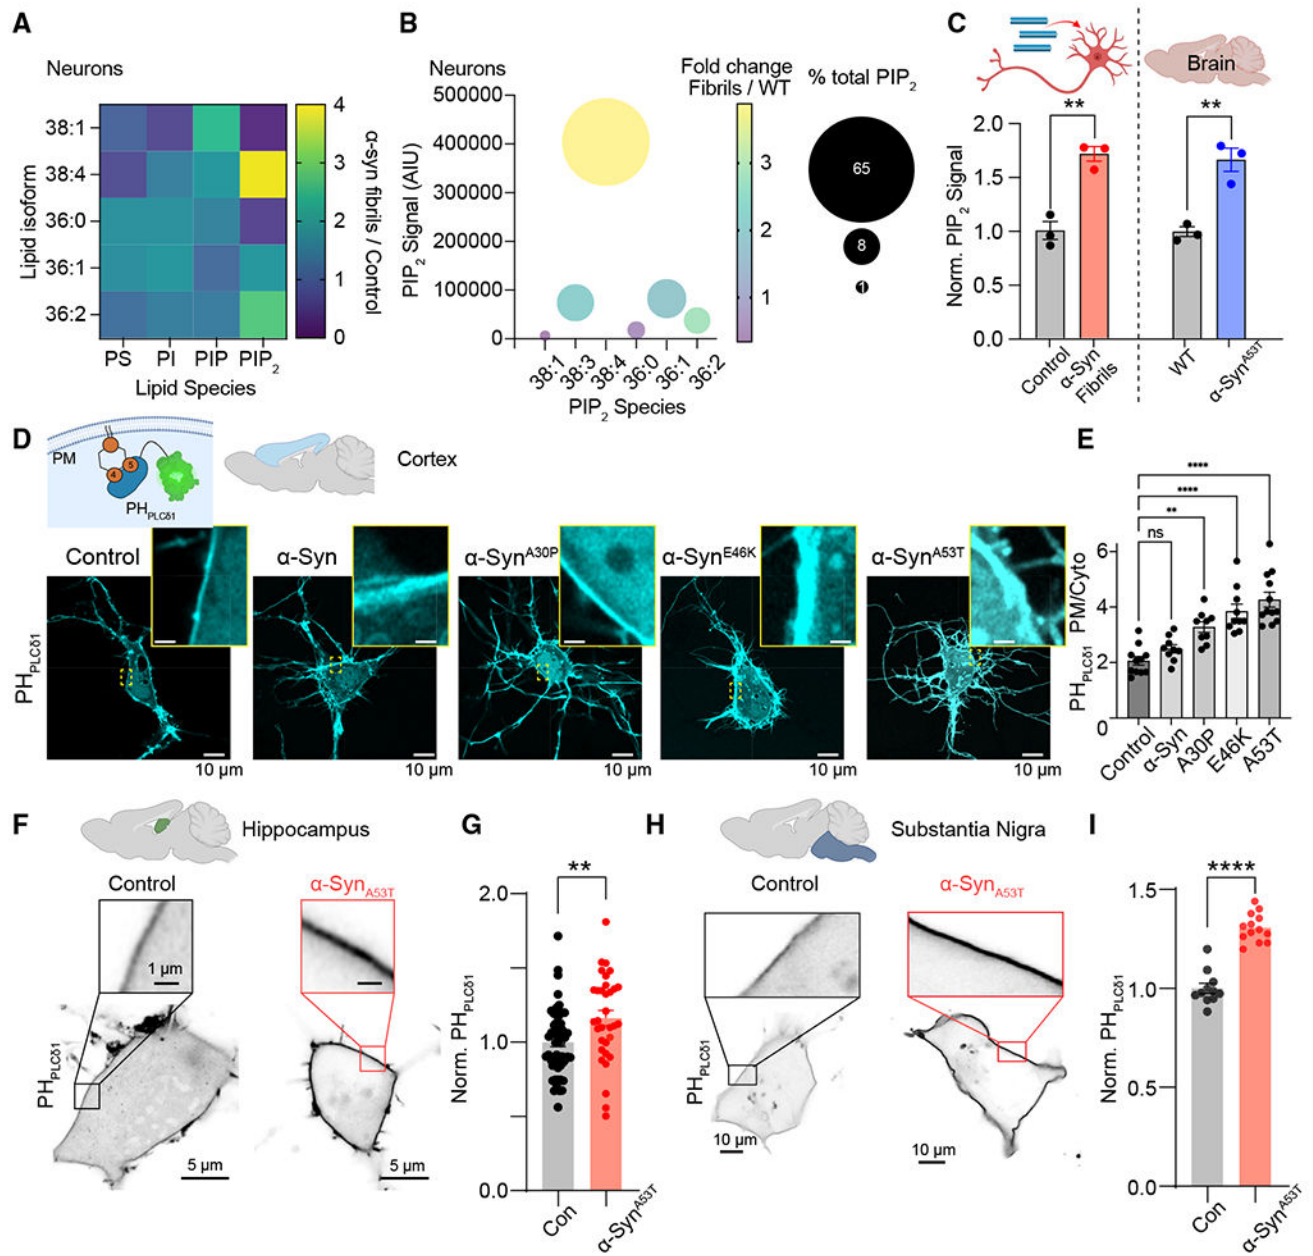 A
Neurons
38:1
38:4
36:0
36:1
36:2
Lipid isoform
PS PI PIP PIP2
Lipid Species
4
3
2
1
0
α-syn fibrils / Control
B
Neurons
500000
400000
300000
200000
100000
0
PIP2 Signal (AIU)
38:1 38:3 38:4 36:0 36:1 36:2
PIP2 Species
Fold change
Fibrils / WT
3
2
1
% total PIP2
65
8
1
C
Brain
** **
2.0
1.5
1.0
0.5
0.0
Norm. PIP2 Signal
Control
α-Syn
Fibrils
WT
α-SynA53T
D
PM
4
5
PHPLCδ1
Cortex
Control α-Syn α-SynA30P α-SynE46K α-SynA53T
PHPLCδ1
10 μm 10 μm 10 μm 10 μm 10 μm
E
****
****
**
ns
6
4
2
0
PHPLCδ1 PM/Cyto
Control
α-Syn
A30P
E46K
A53T
F
Hippocampus
Control α-SynA53T
1 μm
PHPLCδ1
5 μm 5 μm
G
**
2.0
1.0
0.0
Norm. PHPLCδ1
Con
α-SynA53T
H
Substantia Nigra
Control α-SynA53T
PHPLCδ1
10 μm 10 μm
I
****
1.5
1.0
0.5
0.0
Norm. PHPLCδ1
Con
α-SynA53T